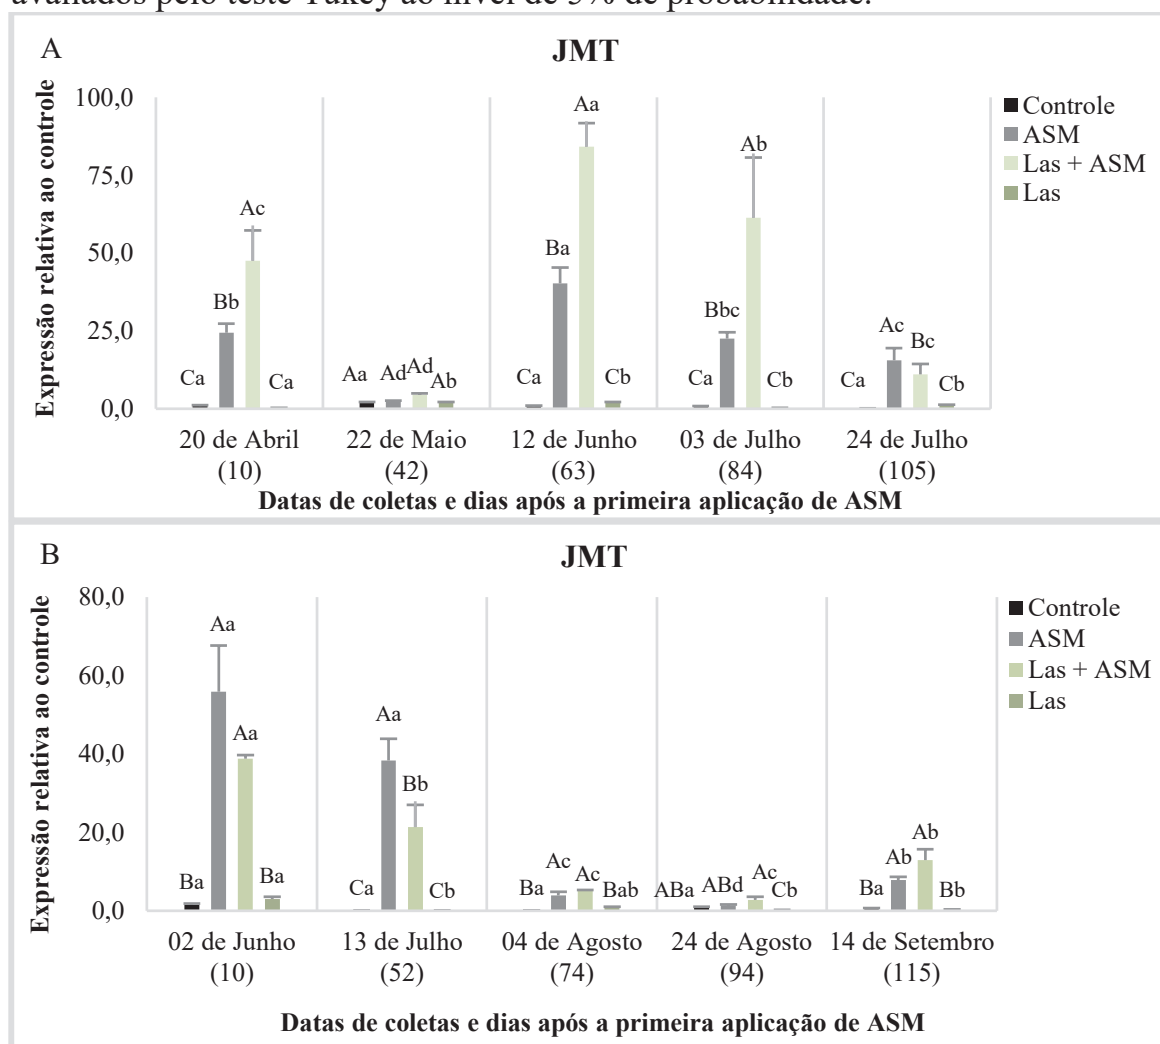 avaliados pelo teste Tukey ao nível de 5% de probabilidade.
A
JMT
Expressão relativa ao controle
100,0
75,0
50,0
25,0
0,0
Ca
Bb
Ac
Ca
Aa
Ad
Ad
Ab
Ca
Ba
Aa
Cb
Ca
Bbc
Ab
Cb
Ca
Ac
Bc
Cb
Controle
ASM
Las + ASM
Las
20 de Abril
(10)
22 de Maio
(42)
12 de Junho
(63)
03 de Julho
(84)
24 de Julho
(105)
Datas de coletas e dias após a primeira aplicação de ASM
B
JMT
Expressão relativa ao controle
80,0
60,0
40,0
20,0
0,0
Ba
Aa
Aa
Ba
Ca
Aa
Bb
Cb
Ba
Ac
Ac
Bab
ABa
ABd
Ac
Cb
Ba
Ab
Ab
Bb
Controle
ASM
Las + ASM
Las
02 de Junho
(10)
13 de Julho
(52)
04 de Agosto
(74)
24 de Agosto
(94)
14 de Setembro
(115)
Datas de coletas e dias após a primeira aplicação de ASM